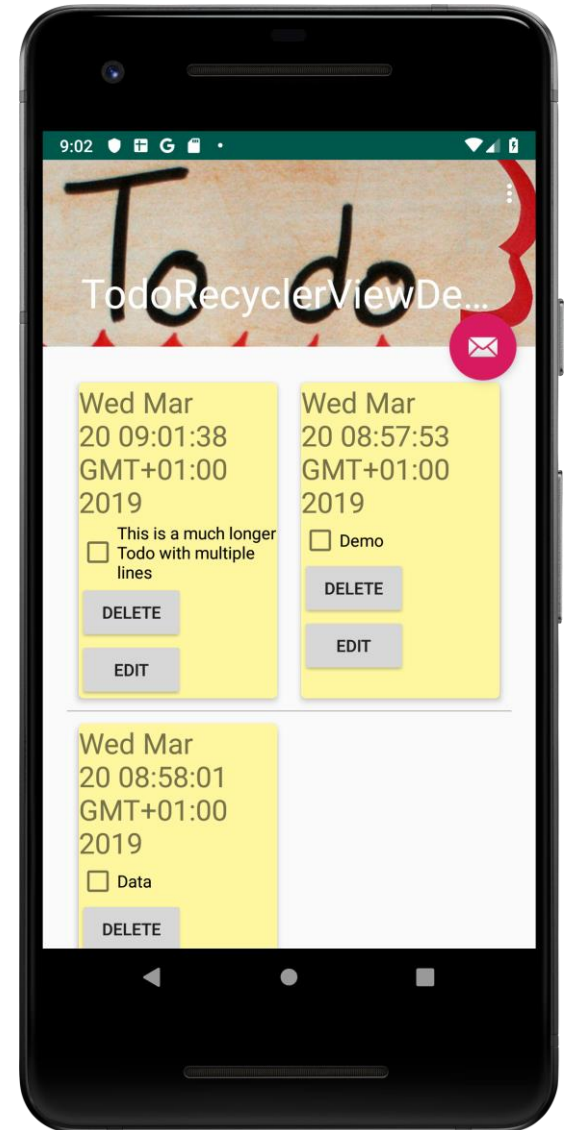 9:02
To do
TodoRecyclerViewDe...
Wed Mar
20 09:01:38
GMT+01:00
2019
This is a much longer
Todo with multiple
lines
DELETE
EDIT
Wed Mar
20 08:57:53
GMT+01:00
2019
Demo
DELETE
EDIT
Wed Mar
20 08:58:01
GMT+01:00
2019
Data
DELETE